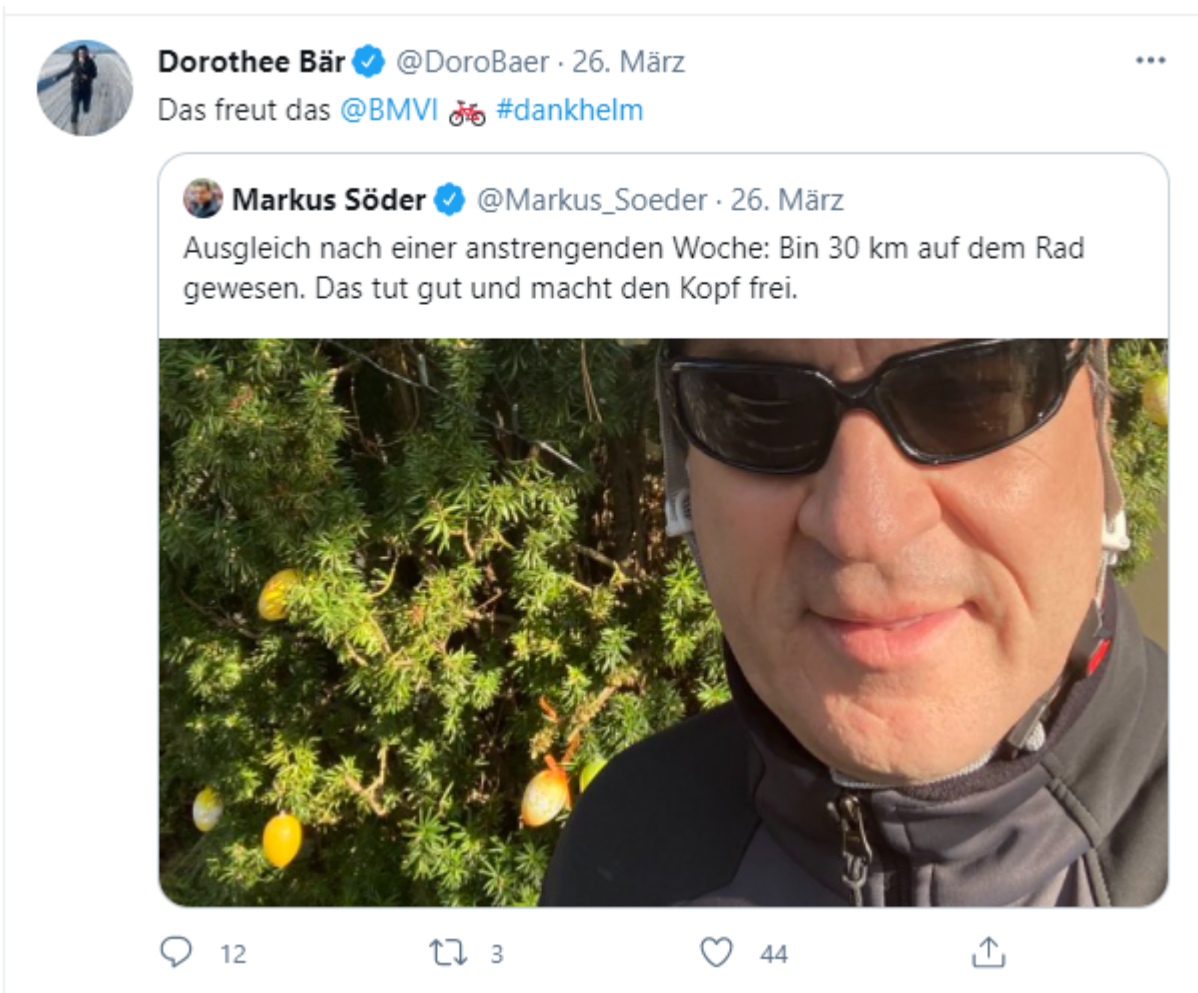 Dorothee Bär @DoroBaer · 26. März
Das freut das @BMVI 🚲 #dankhelm
Markus Söder @Markus_Soeder · 26. März
Ausgleich nach einer anstrengenden Woche: Bin 30 km auf dem Rad
gewesen. Das tut gut und macht den Kopf frei.
12 3 44